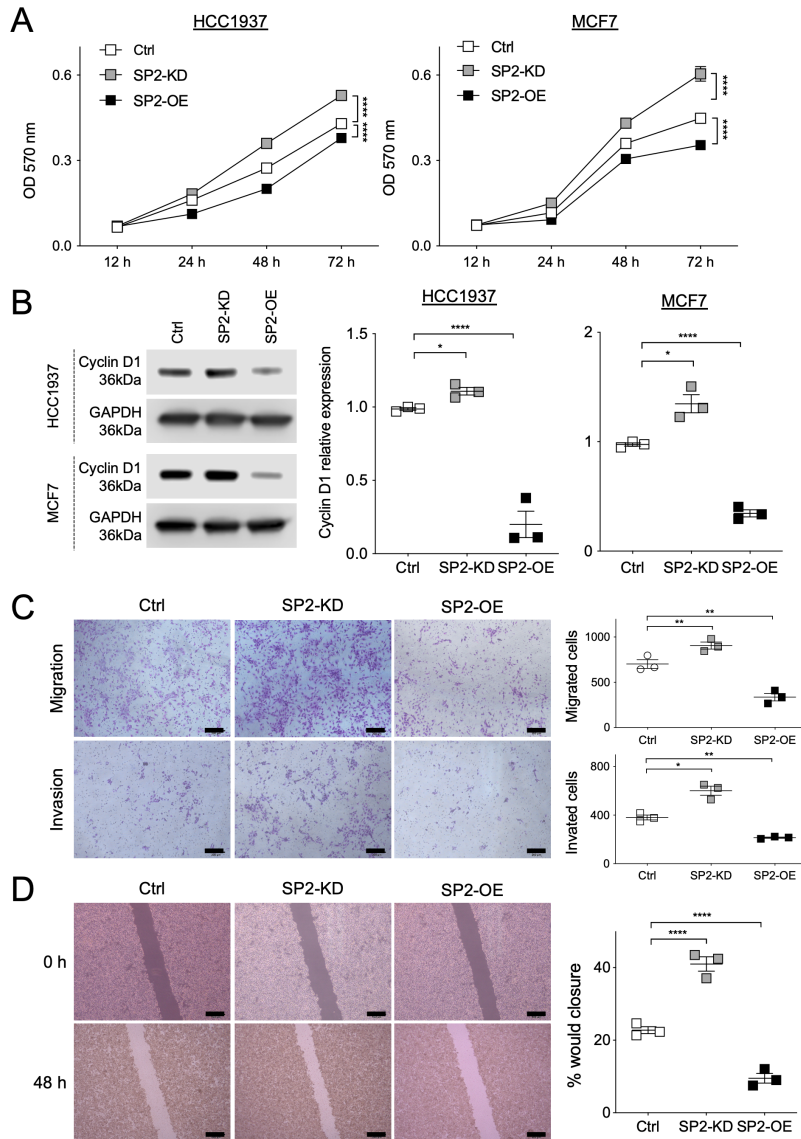 A
HCC1937
Ctrl
SP2-KD
SP2-OE
OD 570 nm
0.6
0.3
0.0
12 h
24 h
48 h
72 h
****
****
MCF7
Ctrl
SP2-KD
SP2-OE
OD 570 nm
0.6
0.3
0.0
12 h
24 h
48 h
72 h
****
****
B
Ctrl
SP2-KD
SP2-OE
HCC1937
Cyclin D1
36kDa
GAPDH
36kDa
MCF7
Cyclin D1
36kDa
GAPDH
36kDa
HCC1937
Cyclin D1 relative expression
1.5
1.0
0.5
0.0
****
*
Ctrl
SP2-KD
SP2-OE
MCF7
2
1
0
****
*
Ctrl
SP2-KD
SP2-OE
C
Ctrl
SP2-KD
SP2-OE
Migration
Invasion
Migrated cells
1000
500
0
**
**
Ctrl
SP2-KD
SP2-OE
Invated cells
800
400
0
**
*
Ctrl
SP2-KD
SP2-OE
D
Ctrl
SP2-KD
SP2-OE
0 h
48 h
% would closure
40
20
0
****
****
Ctrl
SP2-KD
SP2-OE